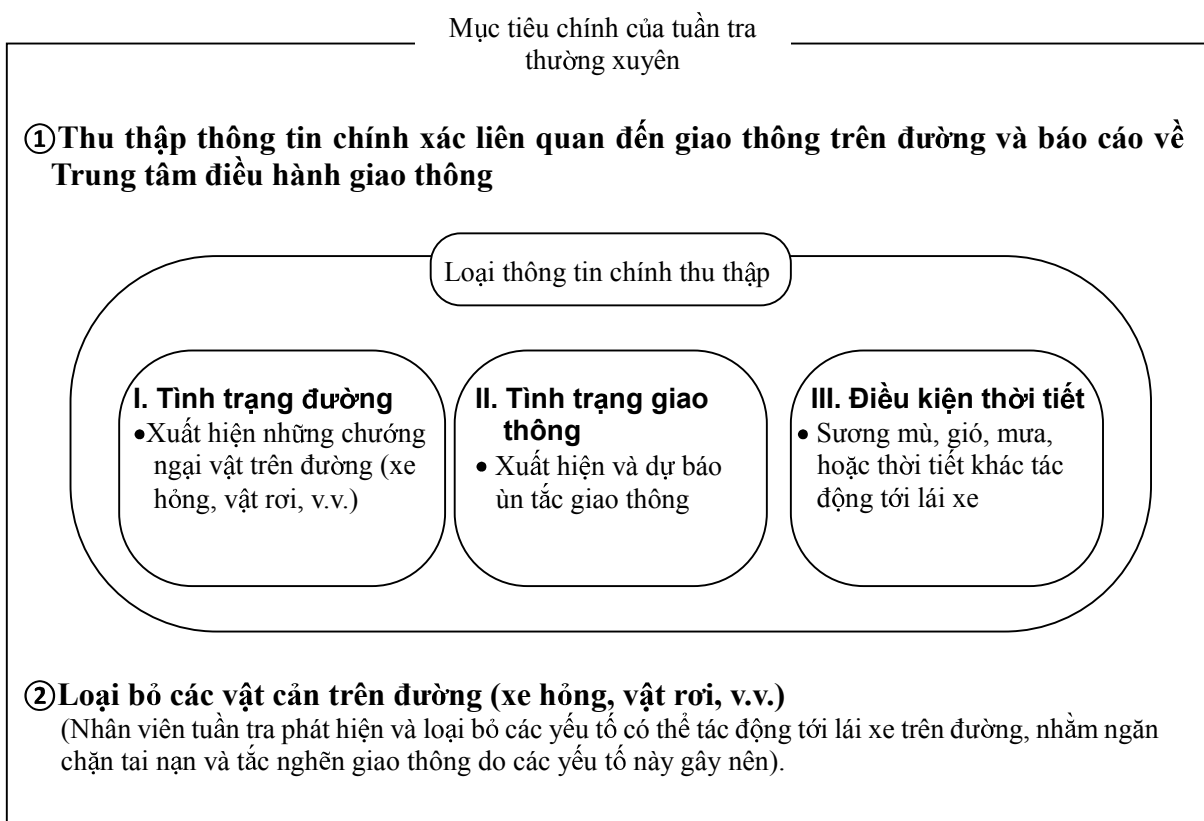 Mục tiêu chính của tuần tra
thường xuyên
①Thu thập thông tin chính xác liên quan đến giao thông trên đường và báo cáo về
Trung tâm điều hành giao thông
Loại thông tin chính thu thập
I. Tình trạng đường
•Xuất hiện những chướng
ngại vật trên đường (xe
hỏng, vật rơi, v.v.)
II. Tình trạng giao
thông
• Xuất hiện và dự báo
ùn tắc giao thông
III. Điều kiện thời tiết
• Sương mù, gió, mưa,
hoặc thời tiết khác tác
động tới lái xe
②Loại bỏ các vật cản trên đường (xe hỏng, vật rơi, v.v.)
(Nhân viên tuần tra phát hiện và loại bỏ các yếu tố có thể tác động tới lái xe trên đường, nhằm ngăn
chặn tai nạn và tắc nghẽn giao thông do các yếu tố này gây nên).